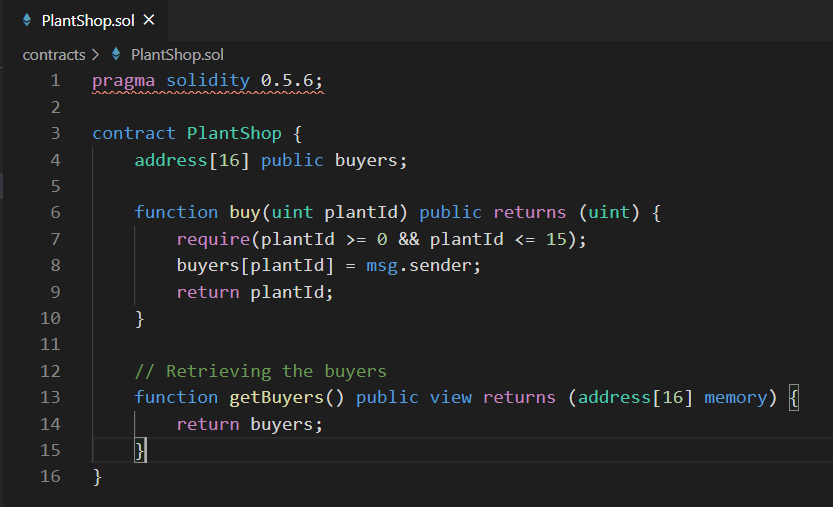 PlantShop.sol ×
contracts > PlantShop.sol
1 pragma solidity 0.5.6;
2
3 contract PlantShop {
4     address[16] public buyers;
5
6     function buy(uint plantId) public returns (uint) {
7         require(plantId >= 0 && plantId <= 15);
8         buyers[plantId] = msg.sender;
9         return plantId;
10     }
11
12     // Retrieving the buyers
13     function getBuyers() public view returns (address[16] memory) {
14         return buyers;
15     }
16 }